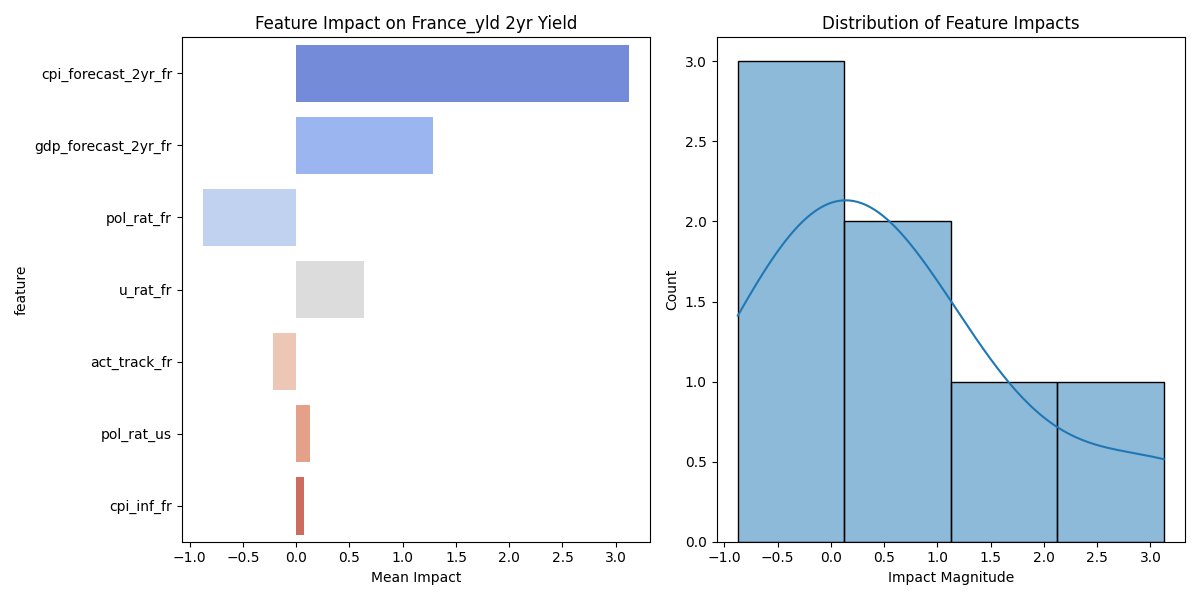 Feature Impact on France_yld 2yr Yield
feature
cpi_forecast_2yr_fr
gdp_forecast_2yr_fr
pol_rat_fr
u_rat_fr
act_track_fr
pol_rat_us
cpi_inf_fr
−1.0 −0.5 0.0 0.5 1.0 1.5 2.0 2.5 3.0
Mean Impact
Distribution of Feature Impacts
Count
3.0
2.5
2.0
1.5
1.0
0.5
0.0
−1.0 −0.5 0.0 0.5 1.0 1.5 2.0 2.5 3.0
Impact Magnitude